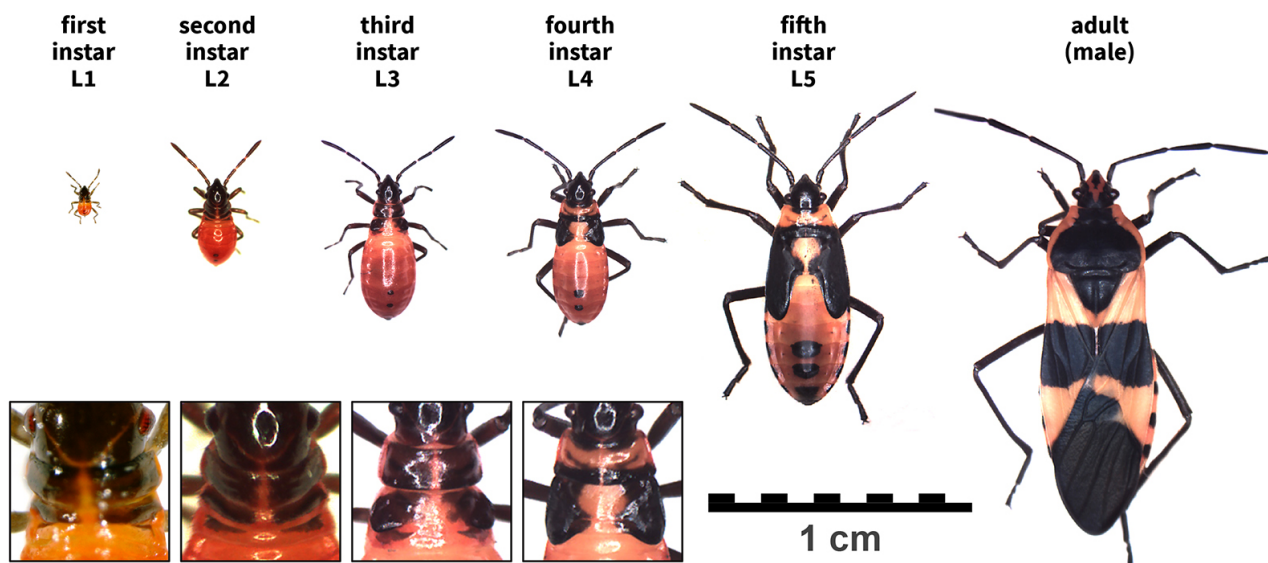 first
instar
L1
second
instar
L2
third
instar
L3
fourth
instar
L4
fifth
instar
L5
adult
(male)
1 cm